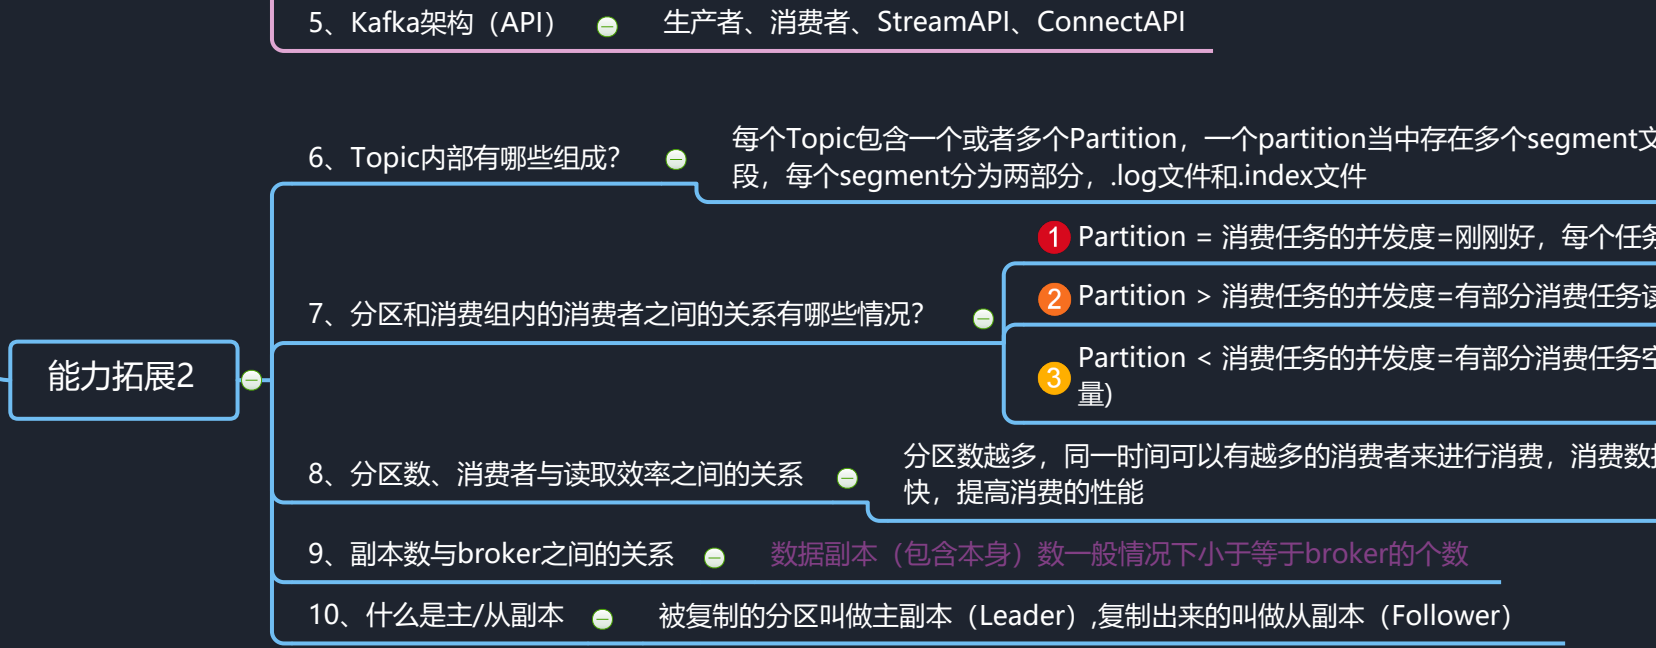 5、Kafka架构（API） 生产者、消费者、StreamAPI、ConnectAPI
6、Topic内部有哪些组成？
每个Topic包含一个或者多个Partition，一个partition当中存在多个segment文
段，每个segment分为两部分，.log文件和.index文件
能力拓展2
7、分区和消费组内的消费者之间的关系有哪些情况？
1 Partition = 消费任务的并发度=刚刚好，每个任务
2 Partition > 消费任务的并发度=有部分消费任务读
3 Partition < 消费任务的并发度=有部分消费任务空
量)
8、分区数、消费者与读取效率之间的关系
分区数越多，同一时间可以有越多的消费者来进行消费，消费数据
快，提高消费的性能
9、副本数与broker之间的关系 数据副本（包含本身）数一般情况下小于等于broker的个数
10、什么是主/从副本 被复制的分区叫做主副本（Leader）,复制出来的叫做从副本（Follower）